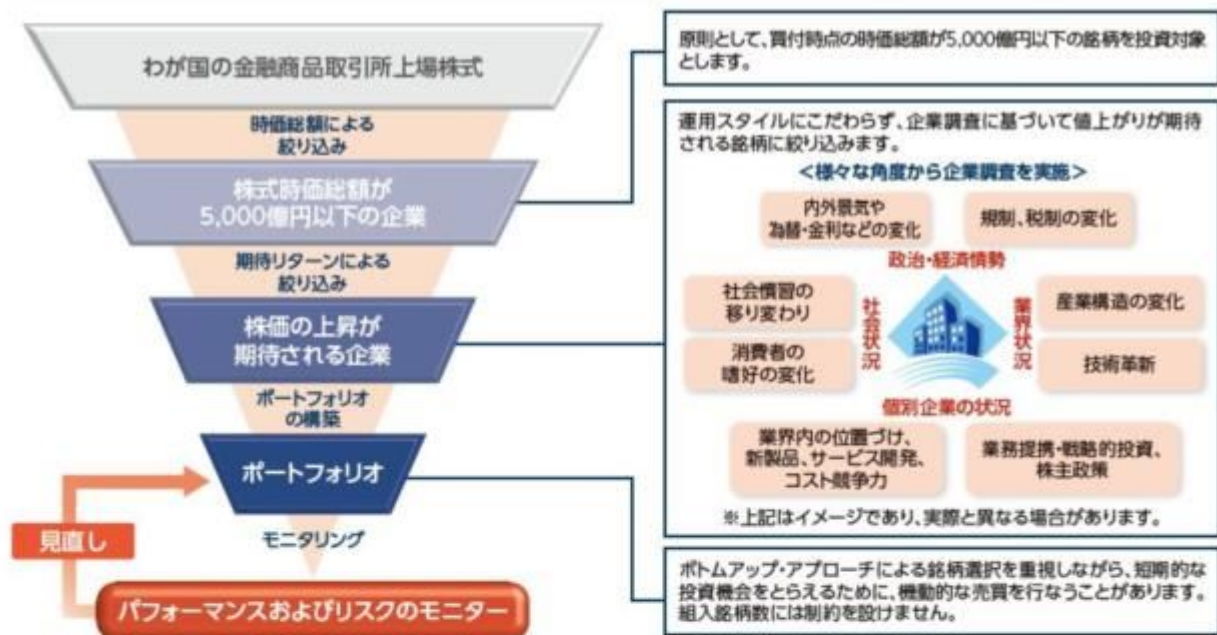 わが国の金融商品取引所上場株式
時価総額による
絞り込み
株式時価総額が
5,000億円以下の企業
期待リターンによる
絞り込み
株価の上昇が
期待される企業
ポートフォリオ
の構築
ポートフォリオ
モニタリング
見直し
パフォーマンスおよびリスクのモニター
原則として、買付時点の時価総額が5,000億円以下の銘柄を投資対象
とします。
運用スタイルにこだわらず、企業調査に基づいて値上がりが期待
される銘柄に絞り込みます。
＜様々な角度から企業調査を実施＞
内外景気や
為替・金利などの変化
規制、税制の変化
政治・経済情勢
社会慣習の
移り変わり
社会状況
業界状況
産業構造の変化
消費者の
嗜好の変化
技術革新
個別企業の状況
業界内の位置づけ、
新製品、サービス開発、
コスト競争力
業務提携・戦略的投資、
株主政策
※上記はイメージであり、実際と異なる場合があります。
ボトムアップ・アプローチによる銘柄選択を重視しながら、短期的な
投資機会をとらえるために、機動的な売買を行なうことがあります。
組入銘柄数には制約を設けません。